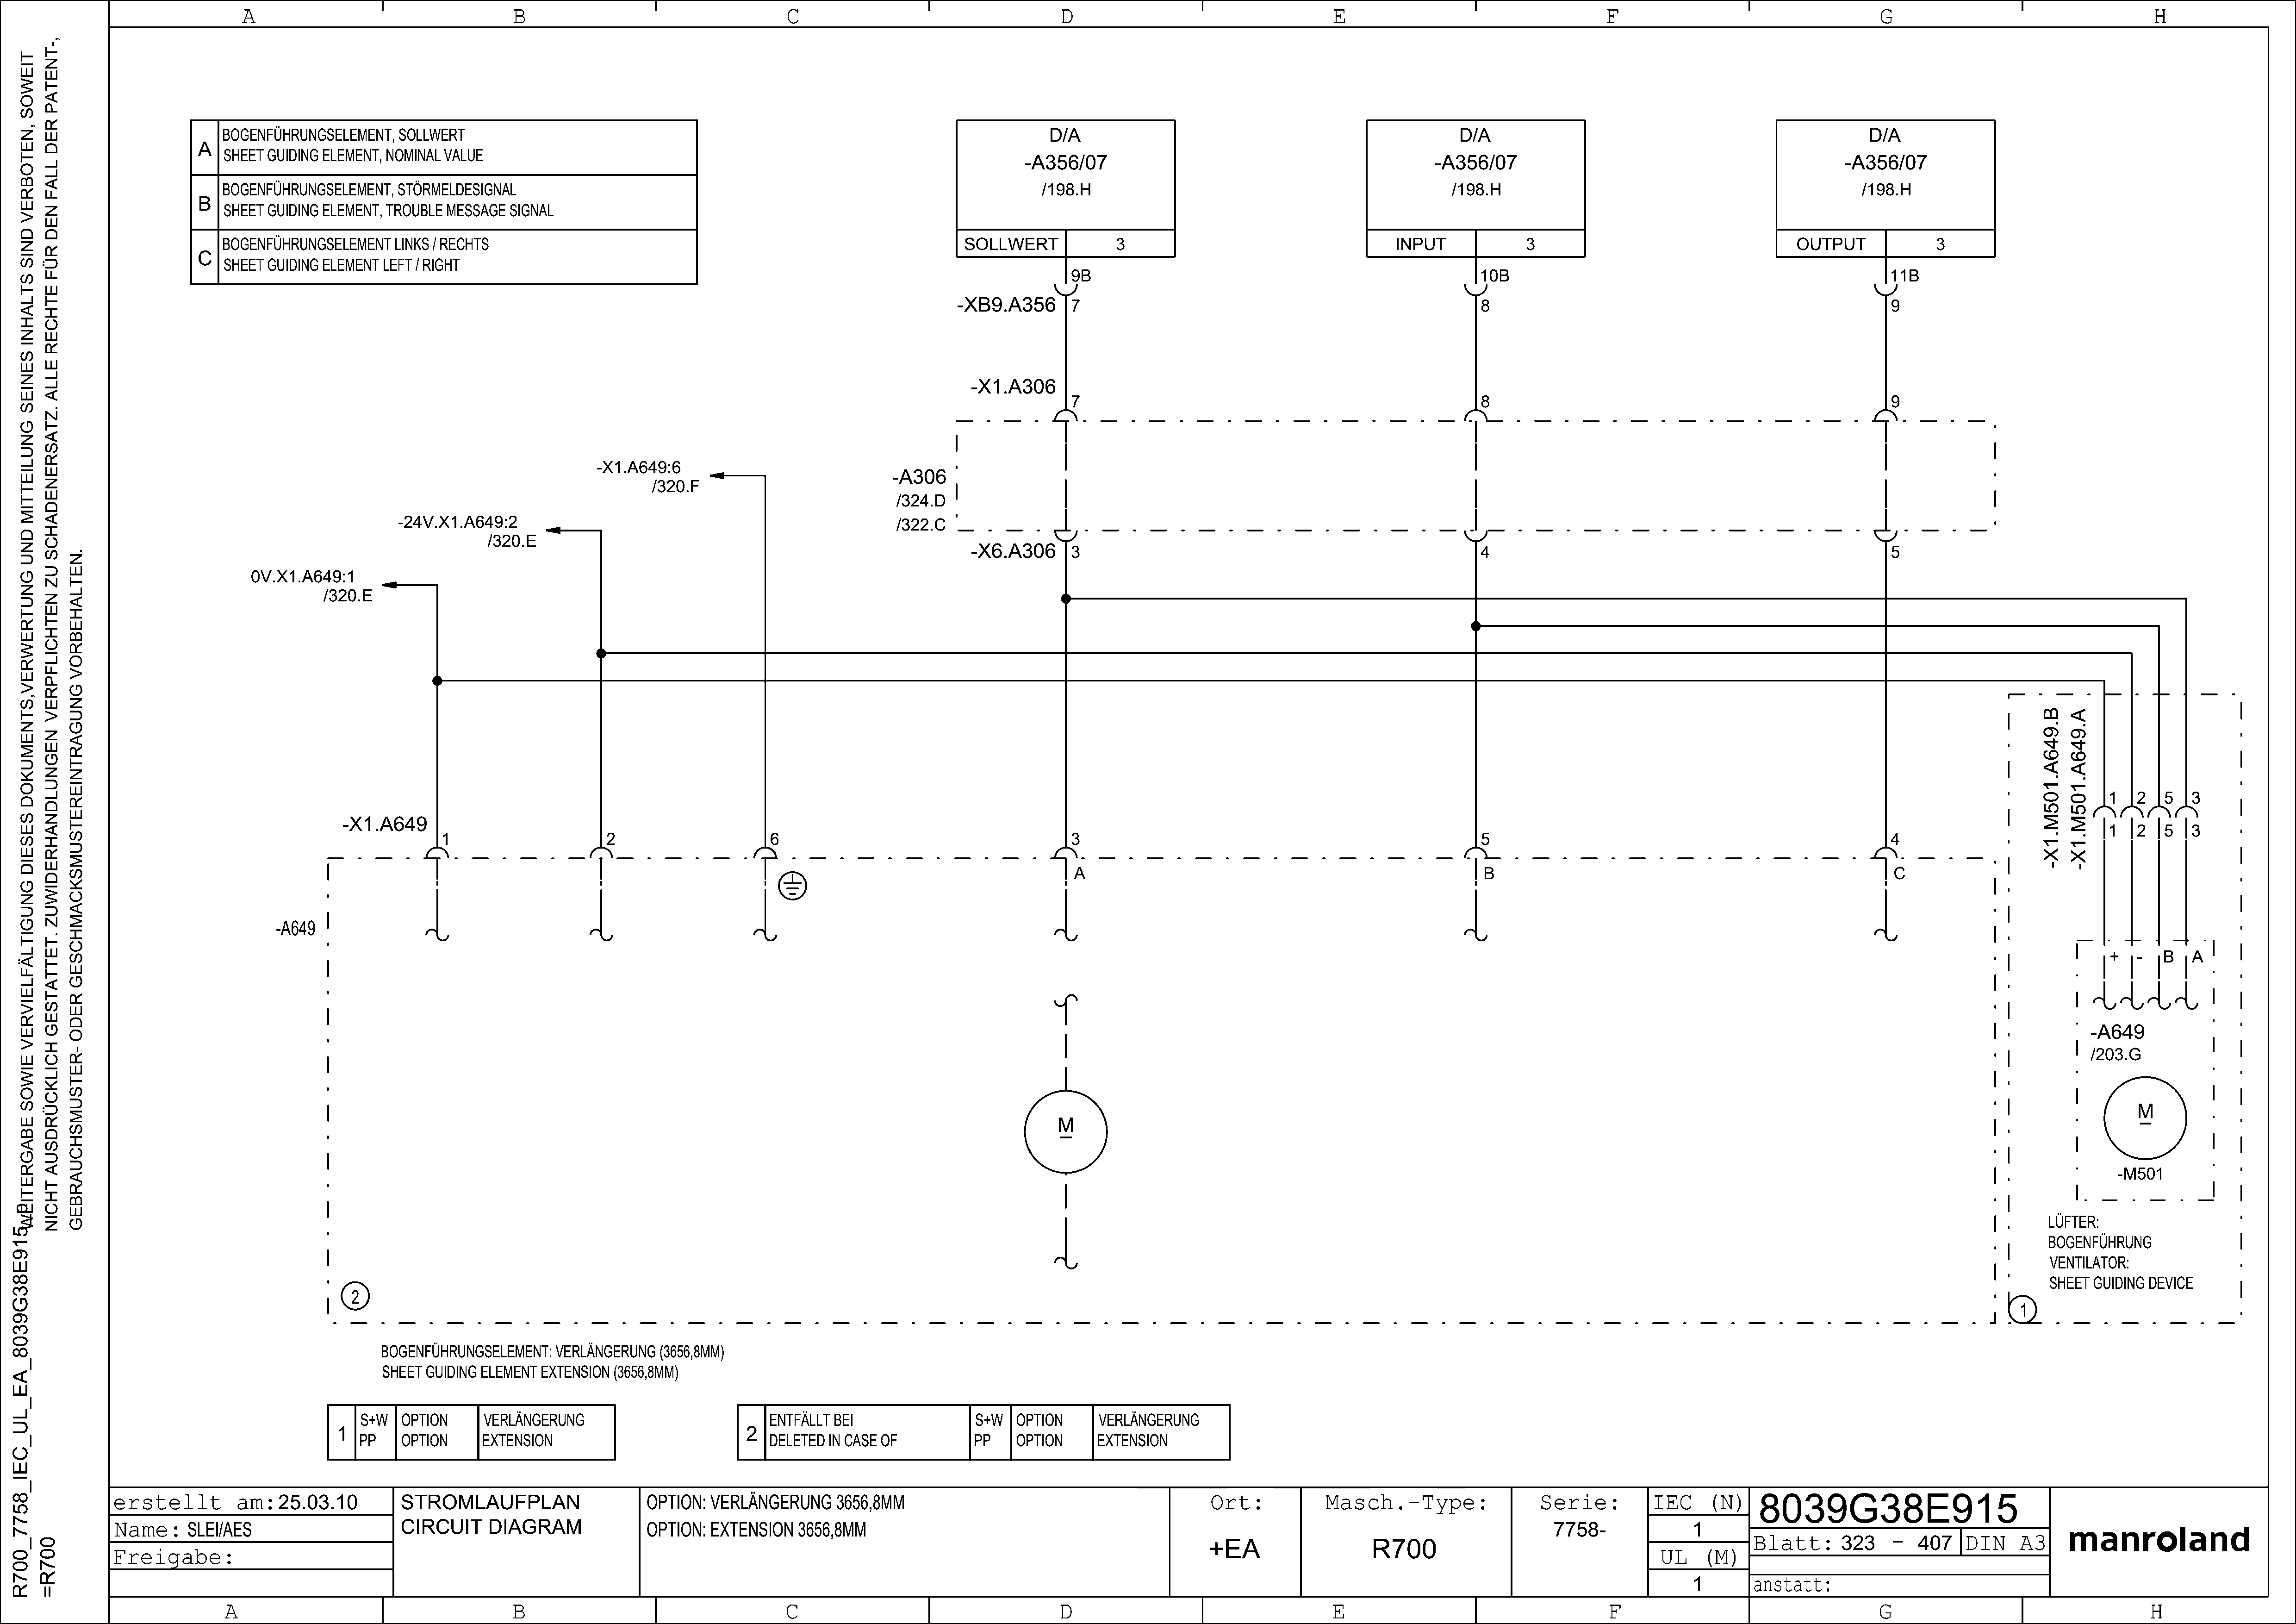 A B C D E F G H
WEITERGABE SOWIE VERVIELFÄLTIGUNG DIESES DOKUMENTS,VERWERTUNG UND MITTEILUNG SEINES INHALTS SIND VERBOTEN, SOWEIT
NICHT AUSDRÜCKLICH GESTATTET. ZUWIDERHANDLUNGEN VERPFLICHTEN ZU SCHADENERSATZ. ALLE RECHTE FÜR DEN FALL DER PATENT-,
GEBRAUCHSMUSTER- ODER GESCHMACKSMUSTEREINTRAGUNG VORBEHALTEN.
A
BOGENFÜHRUNGSELEMENT, SOLLWERT
SHEET GUIDING ELEMENT, NOMINAL VALUE
B
BOGENFÜHRUNGSELEMENT, STÖRMELDESIGNAL
SHEET GUIDING ELEMENT, TROUBLE MESSAGE SIGNAL
C
BOGENFÜHRUNGSELEMENT LINKS / RECHTS
SHEET GUIDING ELEMENT LEFT / RIGHT
D/A D/A D/A
-A356/07 -A356/07 -A356/07
/198.H /198.H /198.H
SOLLWERT 3 INPUT 3 OUTPUT 3
9B 10B 11B
-XB9.A356 7 8 9
-X1.A306
7 8 9
-X1.A649:6
/320.F
-A306
/324.D
/322.C
-24V.X1.A649:2
/320.E
-X6.A306 3 4 5
0V.X1.A649:1
/320.E
-X1.M501.A649.B
-X1.M501.A649.A
1 2 5 3
1 2 5 3
-X1.A649
1 2 6 3 5 4
A B C
-A649
+ - B A
-A649
/203.G
M
M
-M501
LÜFTER:
BOGENFÜHRUNG
VENTILATOR:
SHEET GUIDING DEVICE
2
1
BOGENFÜHRUNGSELEMENT: VERLÄNGERUNG (3656,8MM)
SHEET GUIDING ELEMENT EXTENSION (3656,8MM)
1
S+W OPTION VERLÄNGERUNG
PP OPTION EXTENSION
2
ENTFÄLLT BEI S+W OPTION VERLÄNGERUNG
DELETED IN CASE OF PP OPTION EXTENSION
=R700
erstellt am: 25.03.10
Name: SLEI/AES
Freigabe:
STROMLAUFPLAN
CIRCUIT DIAGRAM
OPTION: VERLÄNGERUNG 3656,8MM
OPTION: EXTENSION 3656,8MM
Ort:
+EA
Masch.-Type:
R700
Serie:
7758-
IEC (N)
1
UL (M)
1
8039G38E915
Blatt: 323 - 407 DIN A3
anstatt:
manroland
A B C D E F G H